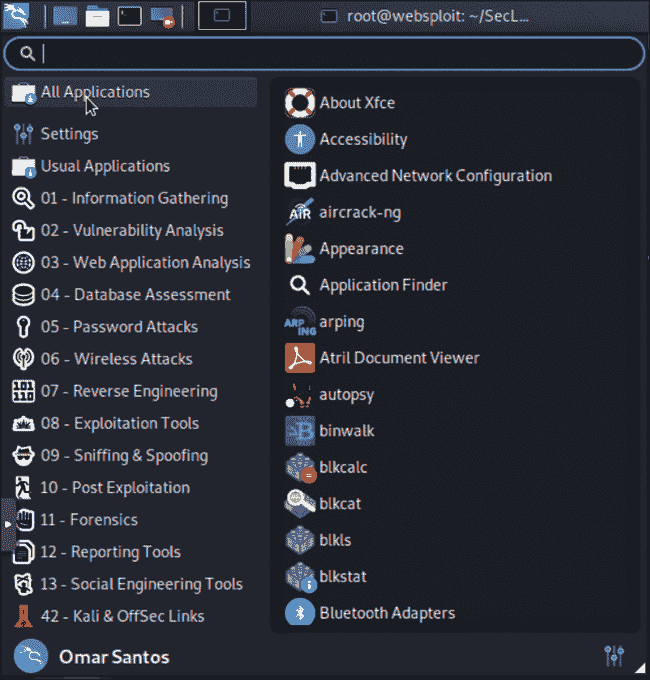 root@websploit: ~/SecL...
All Applications
Settings
Usual Applications
01 - Information Gathering
02 - Vulnerability Analysis
03 - Web Application Analysis
04 - Database Assessment
05 - Password Attacks
06 - Wireless Attacks
07 - Reverse Engineering
08 - Exploitation Tools
09 - Sniffing & Spoofing
10 - Post Exploitation
11 - Forensics
12 - Reporting Tools
13 - Social Engineering Tools
42 - Kali & OffSec Links
About Xfce
Accessibility
Advanced Network Configuration
AIR
aircrack-ng
Appearance
Application Finder
ARP
ING
arping
Atril Document Viewer
autopsy
binwalk
blkcalc
blkcat
blkls
blkstat
Bluetooth Adapters
Omar Santos